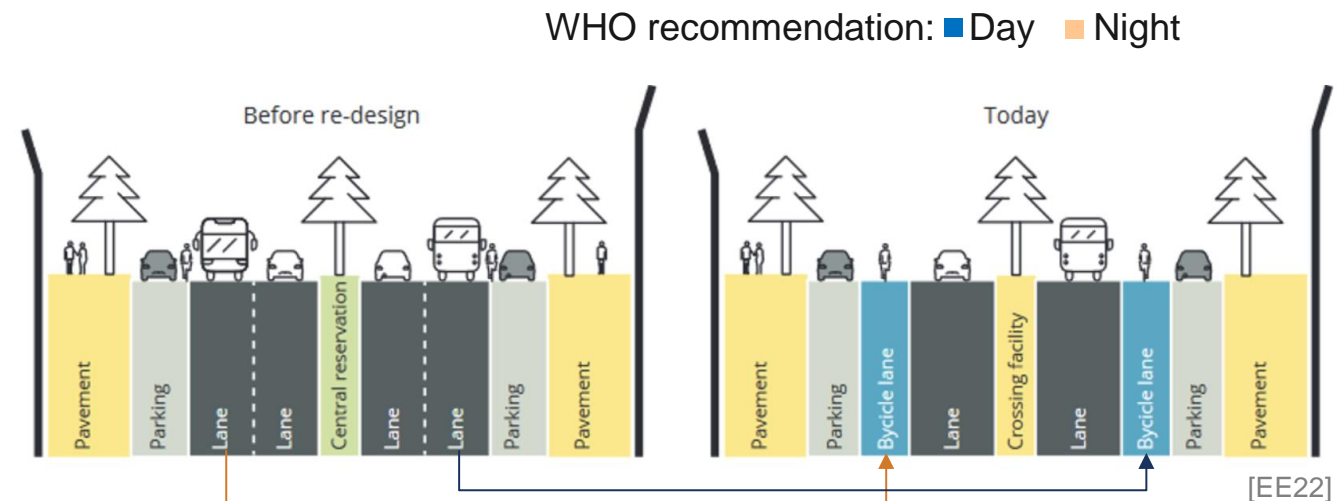 WHO recommendation: Day Night
Before re-design
Today
Pavement
Parking
Lane
Lane
Central reservation
Lane
Lane
Parking
Pavement
Pavement
Parking
Bycicle lane
Lane
Crossing facility
Lane
Bycicle lane
Parking
Pavement
[EE22]